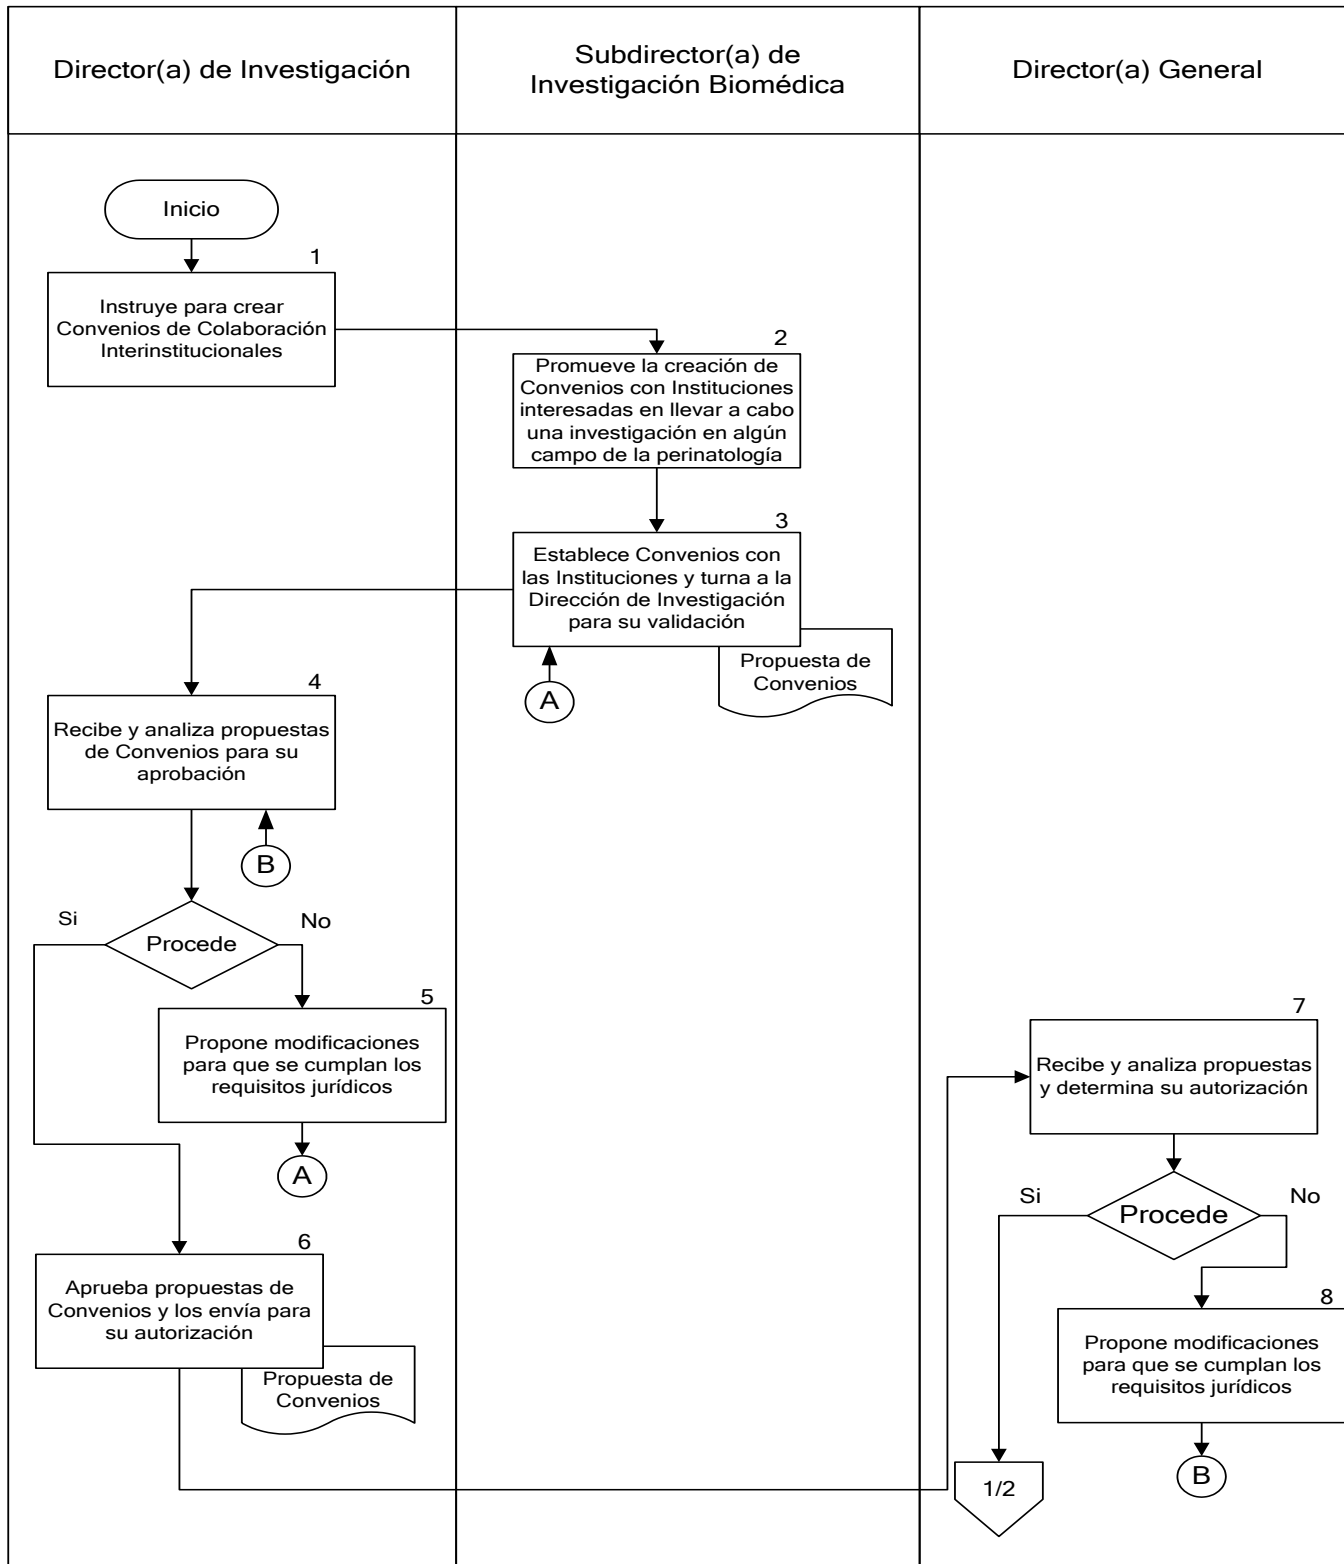 Director(a) de Investigación
Subdirector(a) de
Investigación Biomédica
Director(a) General
Inicio
1
Instruye para crear
Convenios de Colaboración
Interinstitucionales
2
Promueve la creación de
Convenios con Instituciones
interesadas en llevar a cabo
una investigación en algún
campo de la perinatología
3
Establece Convenios con
las Instituciones y turna a la
Dirección de Investigación
para su validación
Propuesta de
Convenios
A
4
Recibe y analiza propuestas
de Convenios para su
aprobación
B
Si
No
Procede
5
Propone modificaciones
para que se cumplan los
requisitos jurídicos
A
6
Aprueba propuestas de
Convenios y los envía para
su autorización
Propuesta de
Convenios
7
Recibe y analiza propuestas
y determina su autorización
Si
No
Procede
8
Propone modificaciones
para que se cumplan los
requisitos jurídicos
B
1/2